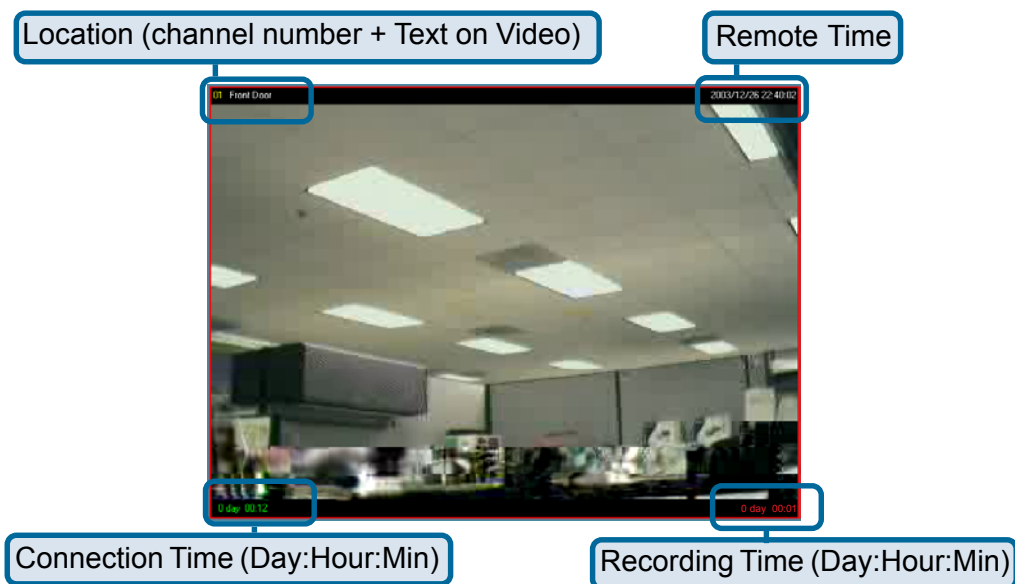 Location (channel number + Text on Video)
Remote Time
01 Front Door
2003/12/26 22:40:02
0 day 00:12
0 day 00:01
Connection Time (Day:Hour:Min)
Recording Time (Day:Hour:Min)